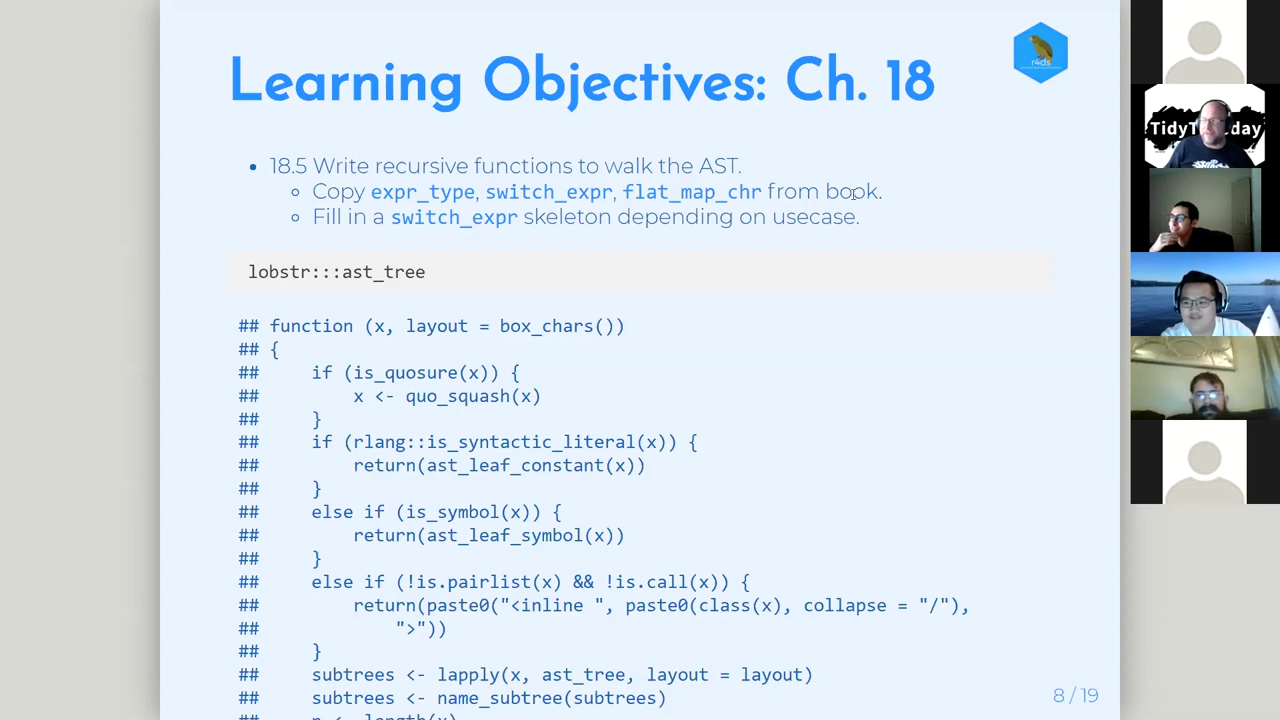 Learning Objectives: Ch. 18
r4ds
18.5 Write recursive functions to walk the AST.
Copy expr_type, switch_expr, flat_map_chr from book.
Fill in a switch_expr skeleton depending on usecase.
lobstr:::ast_tree
## function (x, layout = box_chars())
## {
##     if (is_quosure(x)) {
##         x <- quo_squash(x)
##     }
##     if (rlang::is_syntactic_literal(x)) {
##         return(ast_leaf_constant(x))
##     }
##     else if (is_symbol(x)) {
##         return(ast_leaf_symbol(x))
##     }
##     else if (!is.pairlist(x) && !is.call(x)) {
##         return(paste0("<inline ", paste0(class(x), collapse = "/"),
##             ">"))
##     }
##     subtrees <- lapply(x, ast_tree, layout = layout)
##     subtrees <- name_subtree(subtrees)
##     n <- length(x)
8 / 19